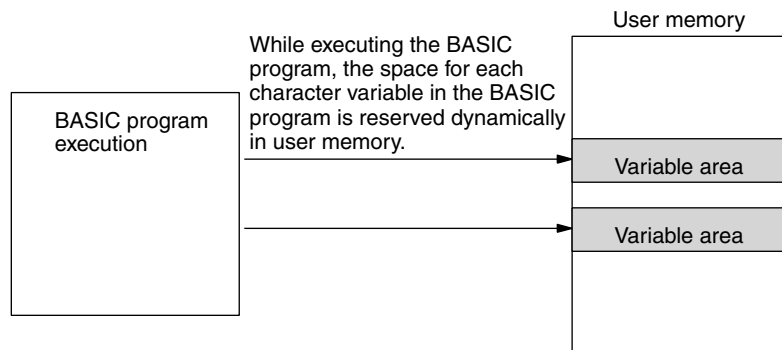 User memory
While executing the BASIC
program, the space for each
character variable in the BASIC
program is reserved dynamically
in user memory.
BASIC program
execution
Variable area
Variable area